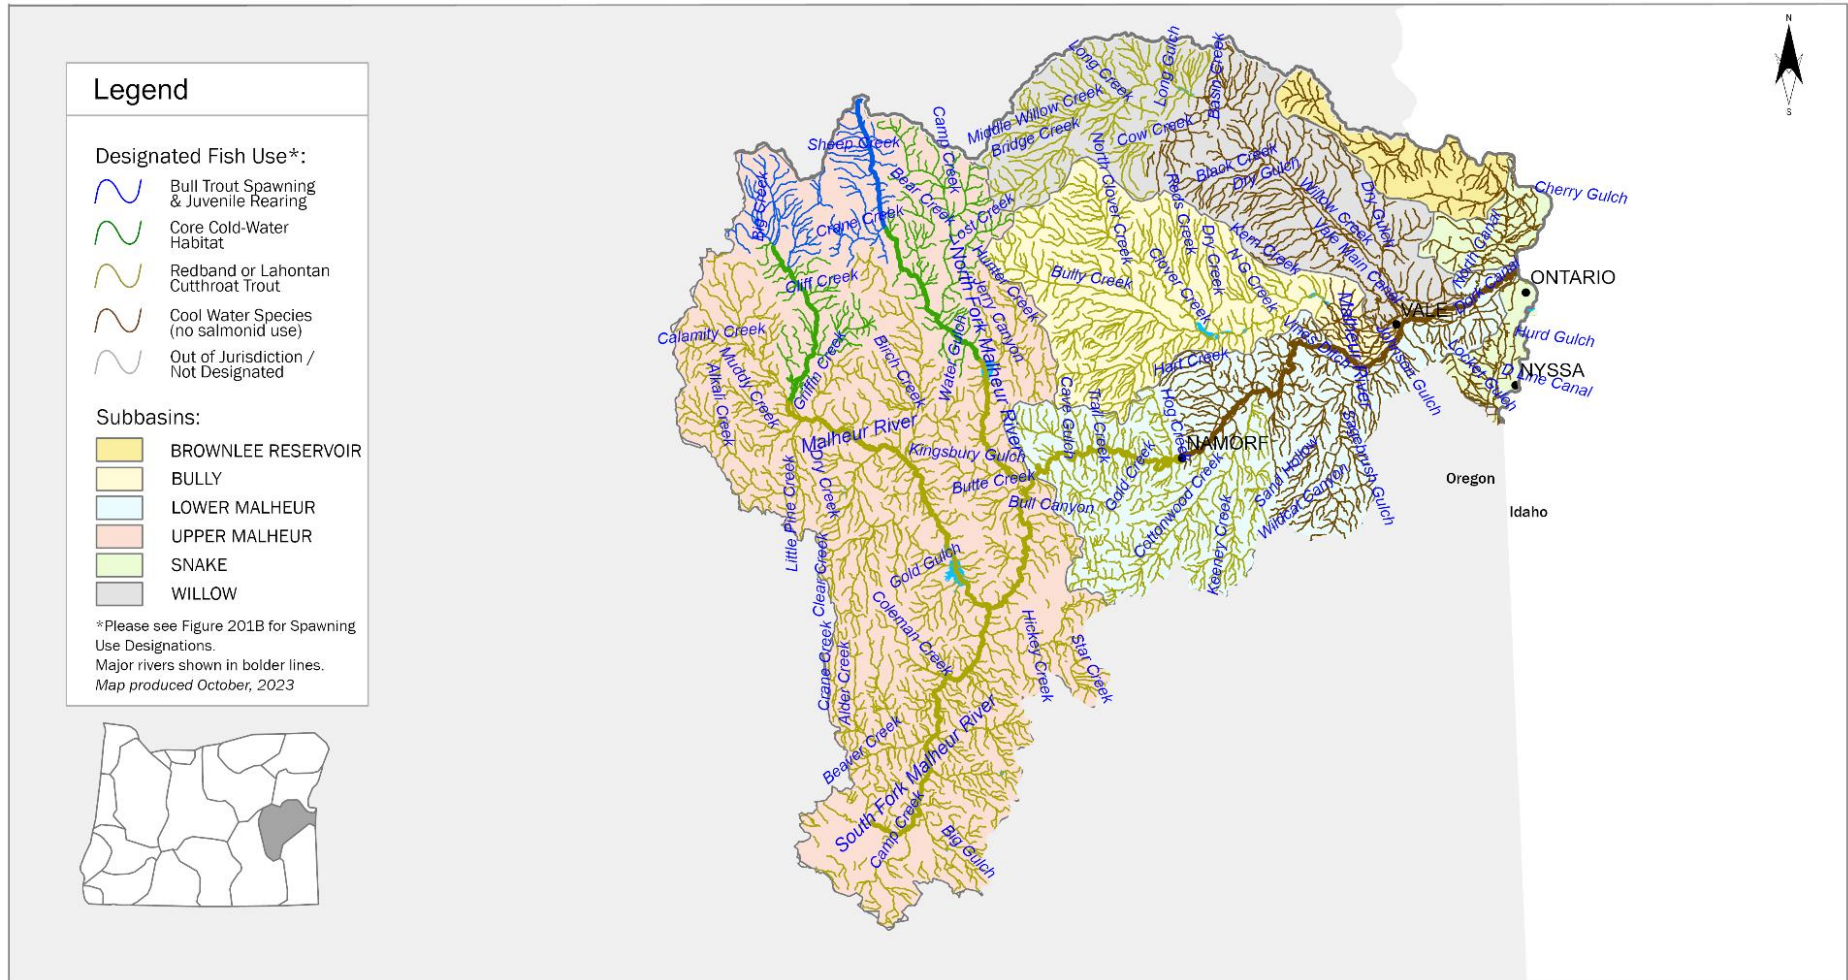 Legend
Designated Fish Use*:
Bull Trout Spawning
& Juvenile Rearing
Core Cold-Water
Habitat
Redband or Lahontan
Cutthroat Trout
Cool Water Species
(no salmonid use)
Out of Jurisdiction /
Not Designated
Subbasins:
BROWNLEE RESERVOIR
BULLY
LOWER MALHEUR
UPPER MALHEUR
SNAKE
WILLOW
*Please see Figure 201B for Spawning
Use Designations.
Major rivers shown in bolder lines.
Map produced October, 2023
N
S
Long Creek
Long Gulch
Basin Creek
Middle Willow Creek
Bridge Creek
Cow Creek
Camp Creek
Sheep Creek
Bear Creek
Big Creek
Crane Creek
Lost Creek
North Clover Creek
Reds Creek
Black Creek
Dry Gulch
Willow Creek
Dry Gulch
Cherry Gulch
North Canal
Vale Main Canal
Kern Creek
Dry Creek
N G Creek
Clover Creek
Bully Creek
Hunter Creek
Jerry Canyon
North Fork Malheur River
Cliff Creek
Calamity Creek
Muddy Creek
Alkali Creek
Griffin Creek
Birch Creek
Water Gulch
ONTARIO
VALE
Malheur River
Vines Ditch
Johnson Gulch
Hurd Gulch
NYSSA
D Line Canal
Locket Gulch
Hart Creek
Hog Creek
Cave Gulch
Trail Creek
NAMORF
Gold Creek
Cottonwood Creek
Keeney Creek
Sand Hollow
Wildcat Canyon
Sagebrush Gulch
Malheur River
Kingsbury Gulch
Butte Creek
Bull Canyon
Little Pine Creek
Dry Creek
Oregon
Idaho
Clear Creek
Gold Gulch
Coleman Creek
Crane Creek
Alder Creek
Hickey Creek
Star Creek
Beaver Creek
South Fork Malheur River
Camp Creek
Big Gulch